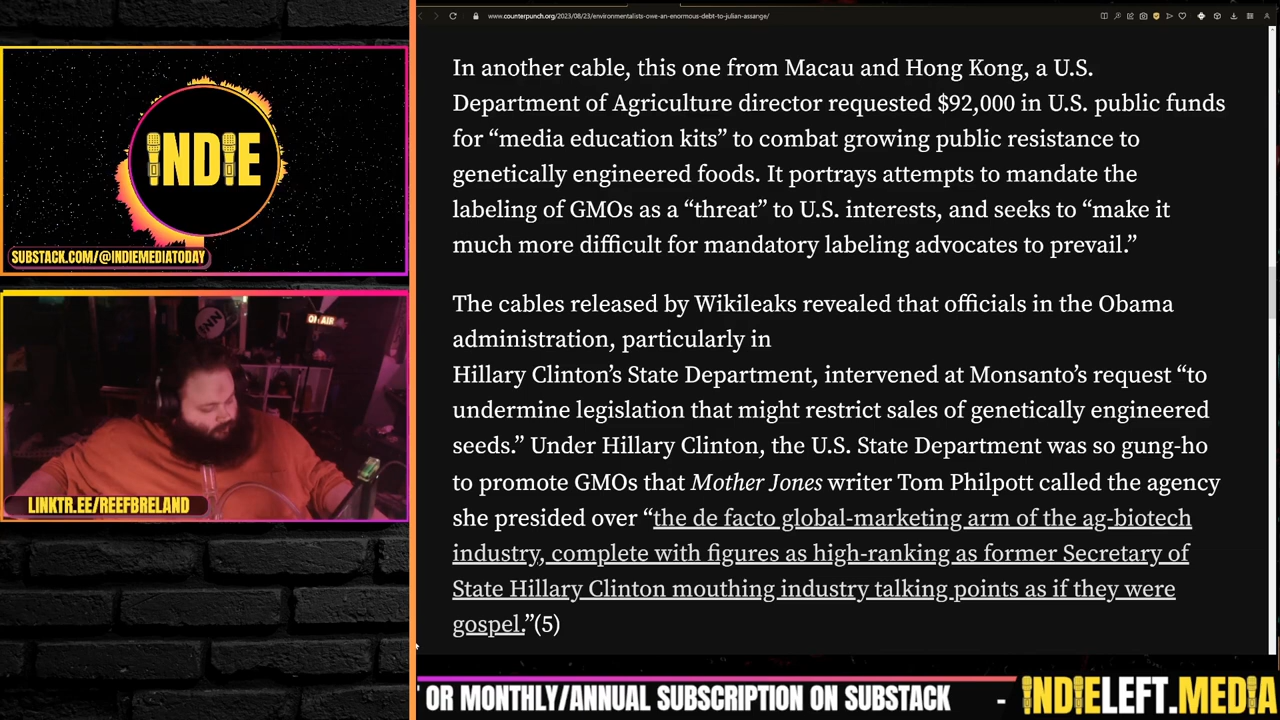 www.counterpunch.org/2023/08/23/environmentalists-owe-an-enormous-debt-to-julian-assange/
INDIE
SUBSTACK.COM/@INDIEMEDIATODAY
INN
ON AIR
LINKTR.EE/REEFBRELAND
In another cable, this one from Macau and Hong Kong, a U.S.
Department of Agriculture director requested $92,000 in U.S. public funds
for “media education kits” to combat growing public resistance to
genetically engineered foods. It portrays attempts to mandate the
labeling of GMOs as a “threat” to U.S. interests, and seeks to “make it
much more difficult for mandatory labeling advocates to prevail.”
The cables released by Wikileaks revealed that officials in the Obama
administration, particularly in
Hillary Clinton’s State Department, intervened at Monsanto’s request “to
undermine legislation that might restrict sales of genetically engineered
seeds.” Under Hillary Clinton, the U.S. State Department was so gung-ho
to promote GMOs that Mother Jones writer Tom Philpott called the agency
she presided over “the de facto global-marketing arm of the ag-biotech
industry, complete with figures as high-ranking as former Secretary of
State Hillary Clinton mouthing industry talking points as if they were
gospel.”(5)
OR MONTHLY/ANNUAL SUBSCRIPTION ON SUBSTACK - INDIELEFT.MEDIA